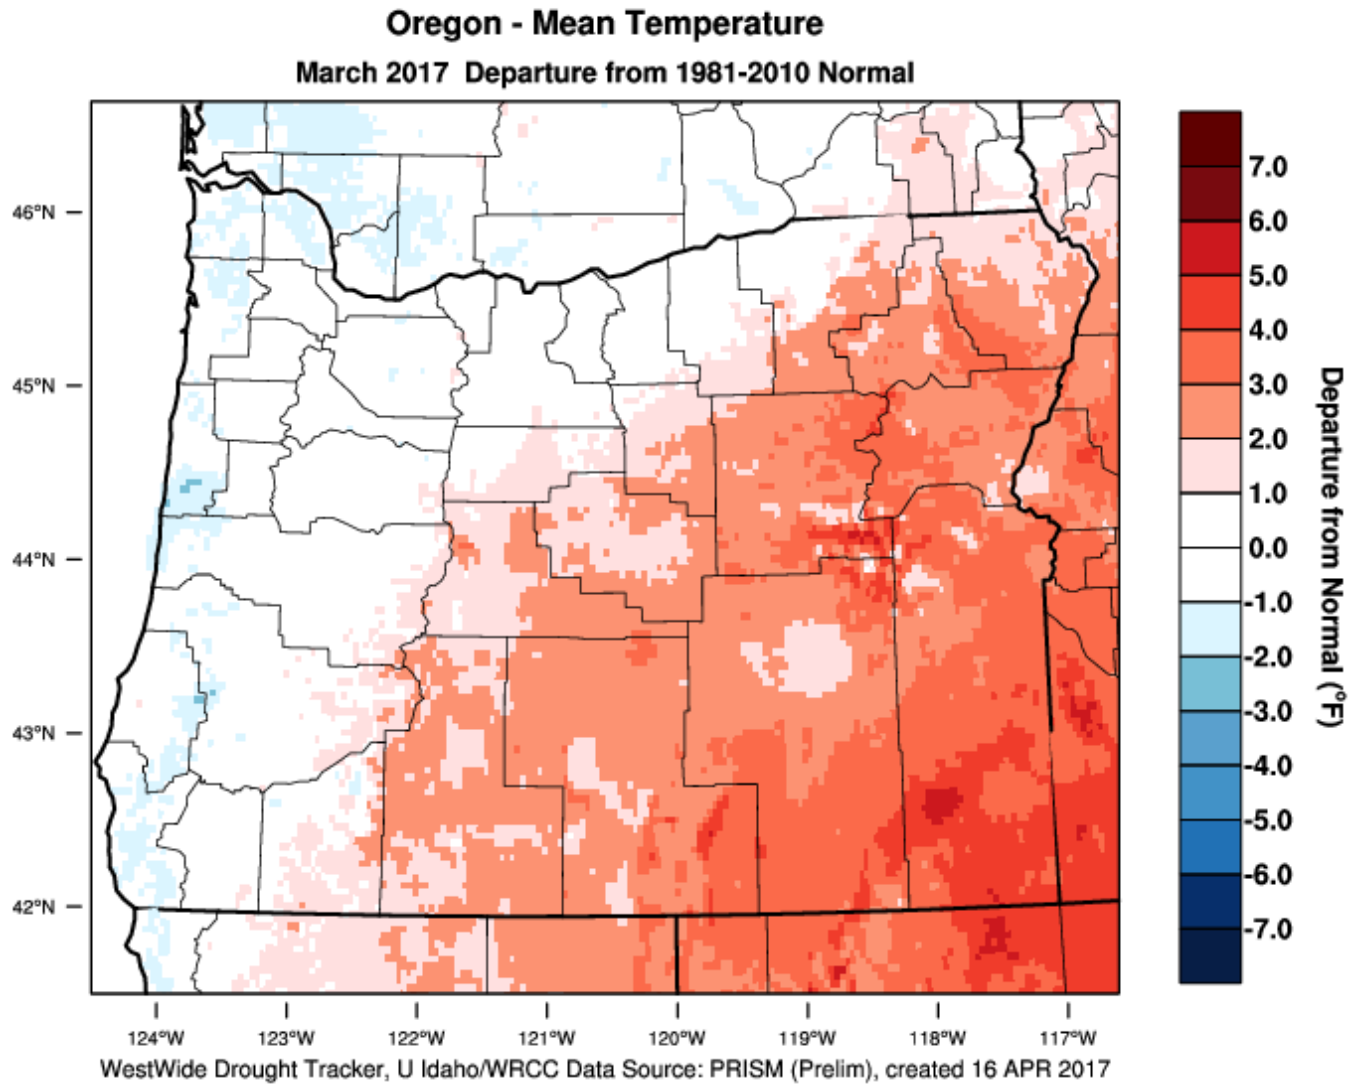 Oregon - Mean Temperature
March 2017  Departure from 1981-2010 Normal
46°N
45°N
44°N
43°N
42°N
124°W
123°W
122°W
121°W
120°W
119°W
118°W
117°W
7.0
6.0
5.0
4.0
3.0
2.0
1.0
0.0
-1.0
-2.0
-3.0
-4.0
-5.0
-6.0
-7.0
Departure from Normal (°F)
WestWide Drought Tracker, U Idaho/WRCC Data Source: PRISM (Prelim), created 16 APR 2017